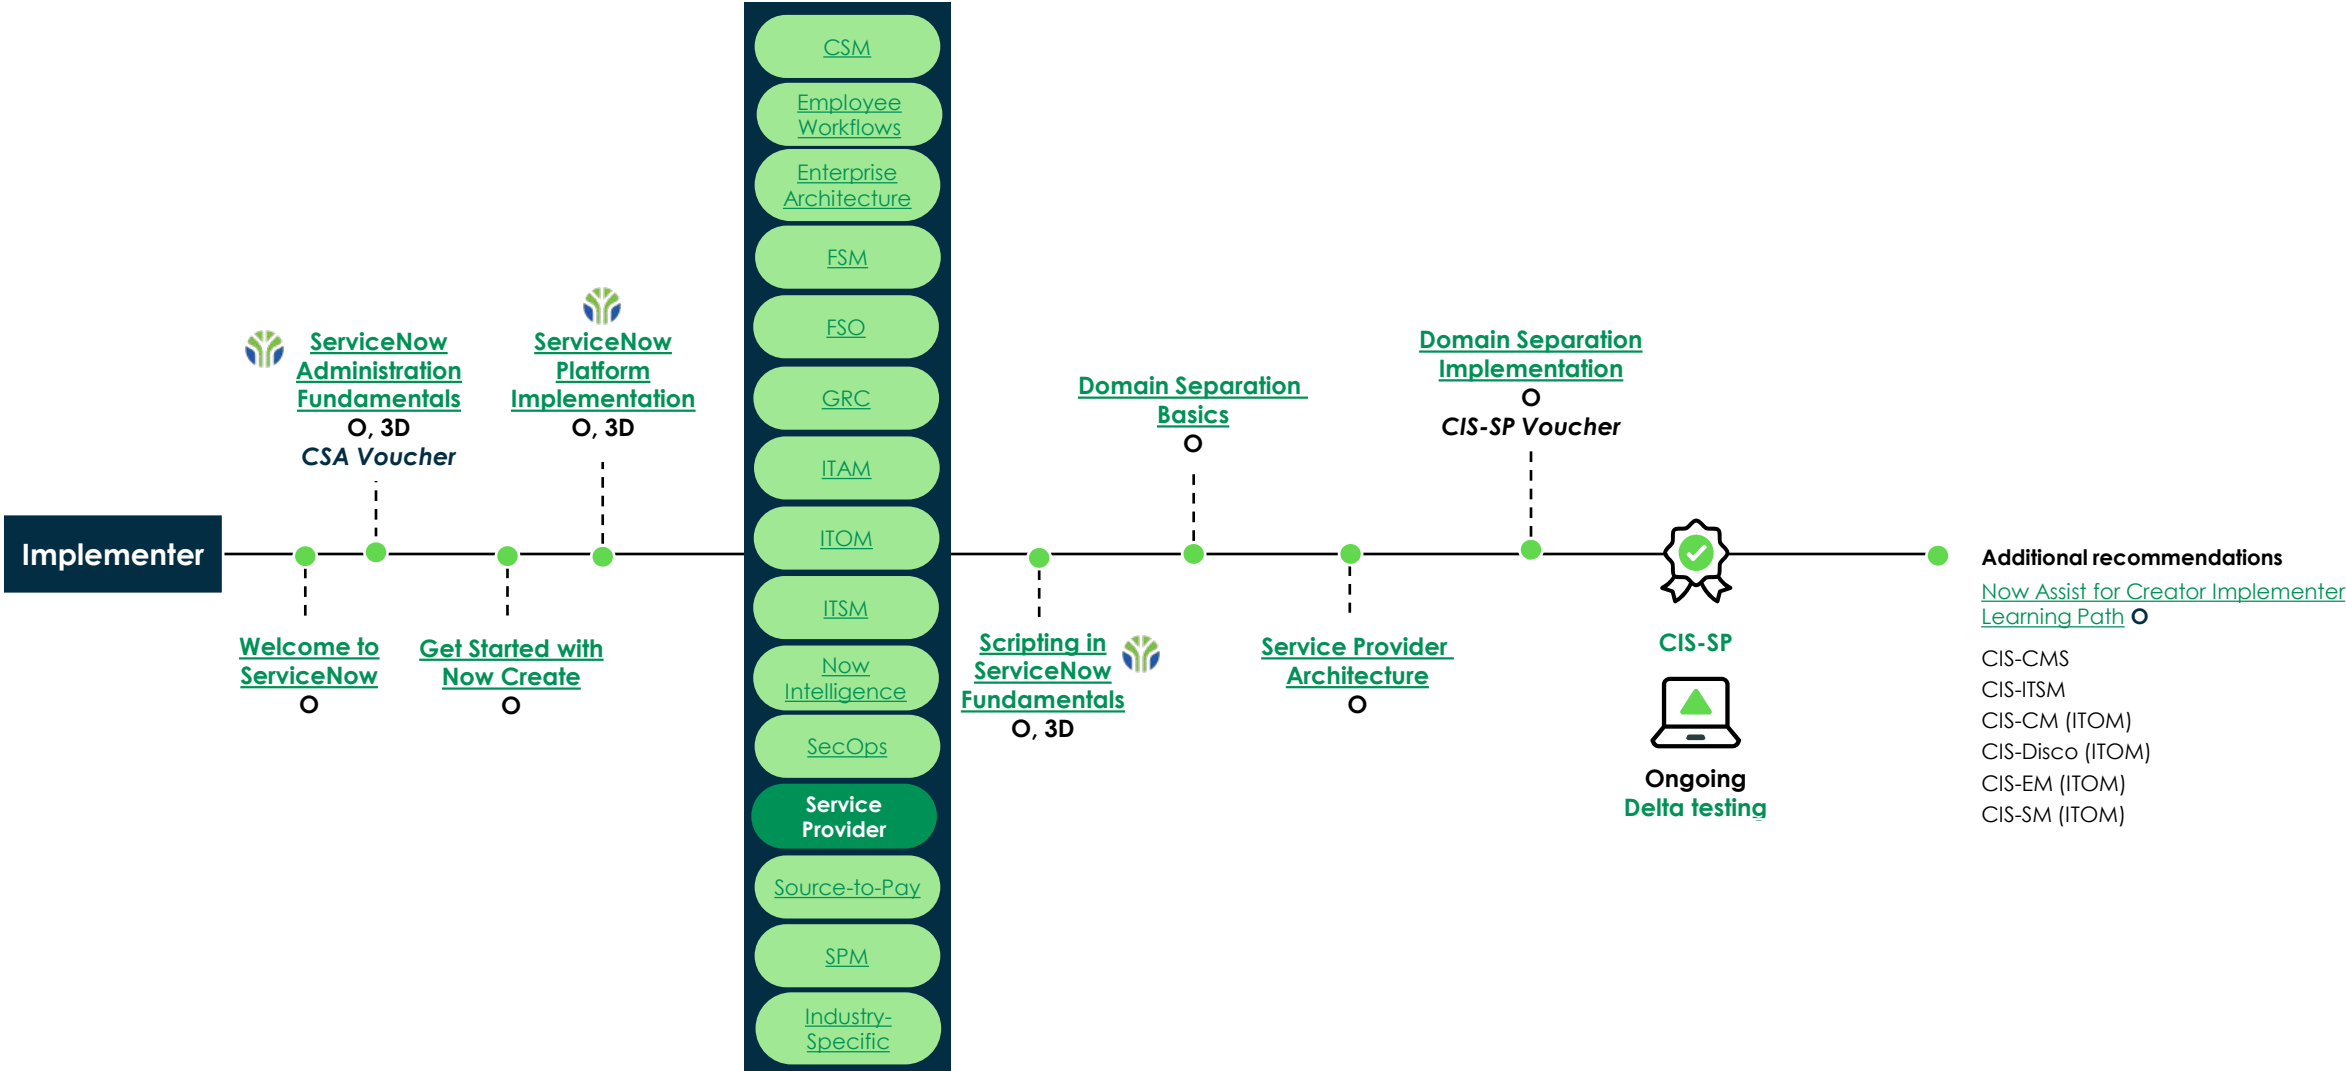 Implementer
Welcome to
ServiceNow
O
ServiceNow
Administration
Fundamentals
O, 3D
CSA Voucher
Get Started with
Now Create
O
ServiceNow
Platform
Implementation
O, 3D
CSM
Employee
Workflows
Enterprise
Architecture
FSM
FSO
GRC
ITAM
ITOM
ITSM
Now
Intelligence
SecOps
Service
Provider
Source-to-Pay
SPM
Industry-
Specific
Scripting in
ServiceNow
Fundamentals
O, 3D
Domain Separation
Basics
O
Service Provider
Architecture
O
Domain Separation
Implementation
O
CIS-SP Voucher
CIS-SP
Ongoing
Delta testing
Additional recommendations
Now Assist for Creator Implementer
Learning Path O
CIS-CMS
CIS-ITSM
CIS-CM (ITOM)
CIS-Disco (ITOM)
CIS-EM (ITOM)
CIS-SM (ITOM)